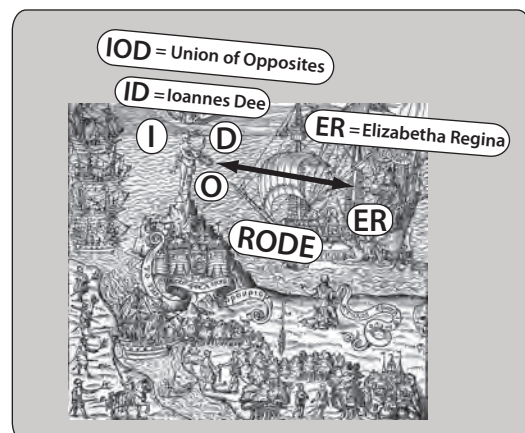 IOD = Union of Opposites
ID = Ioannes Dee
ER = Elizabetha Regina
I D
O
ER
RODE